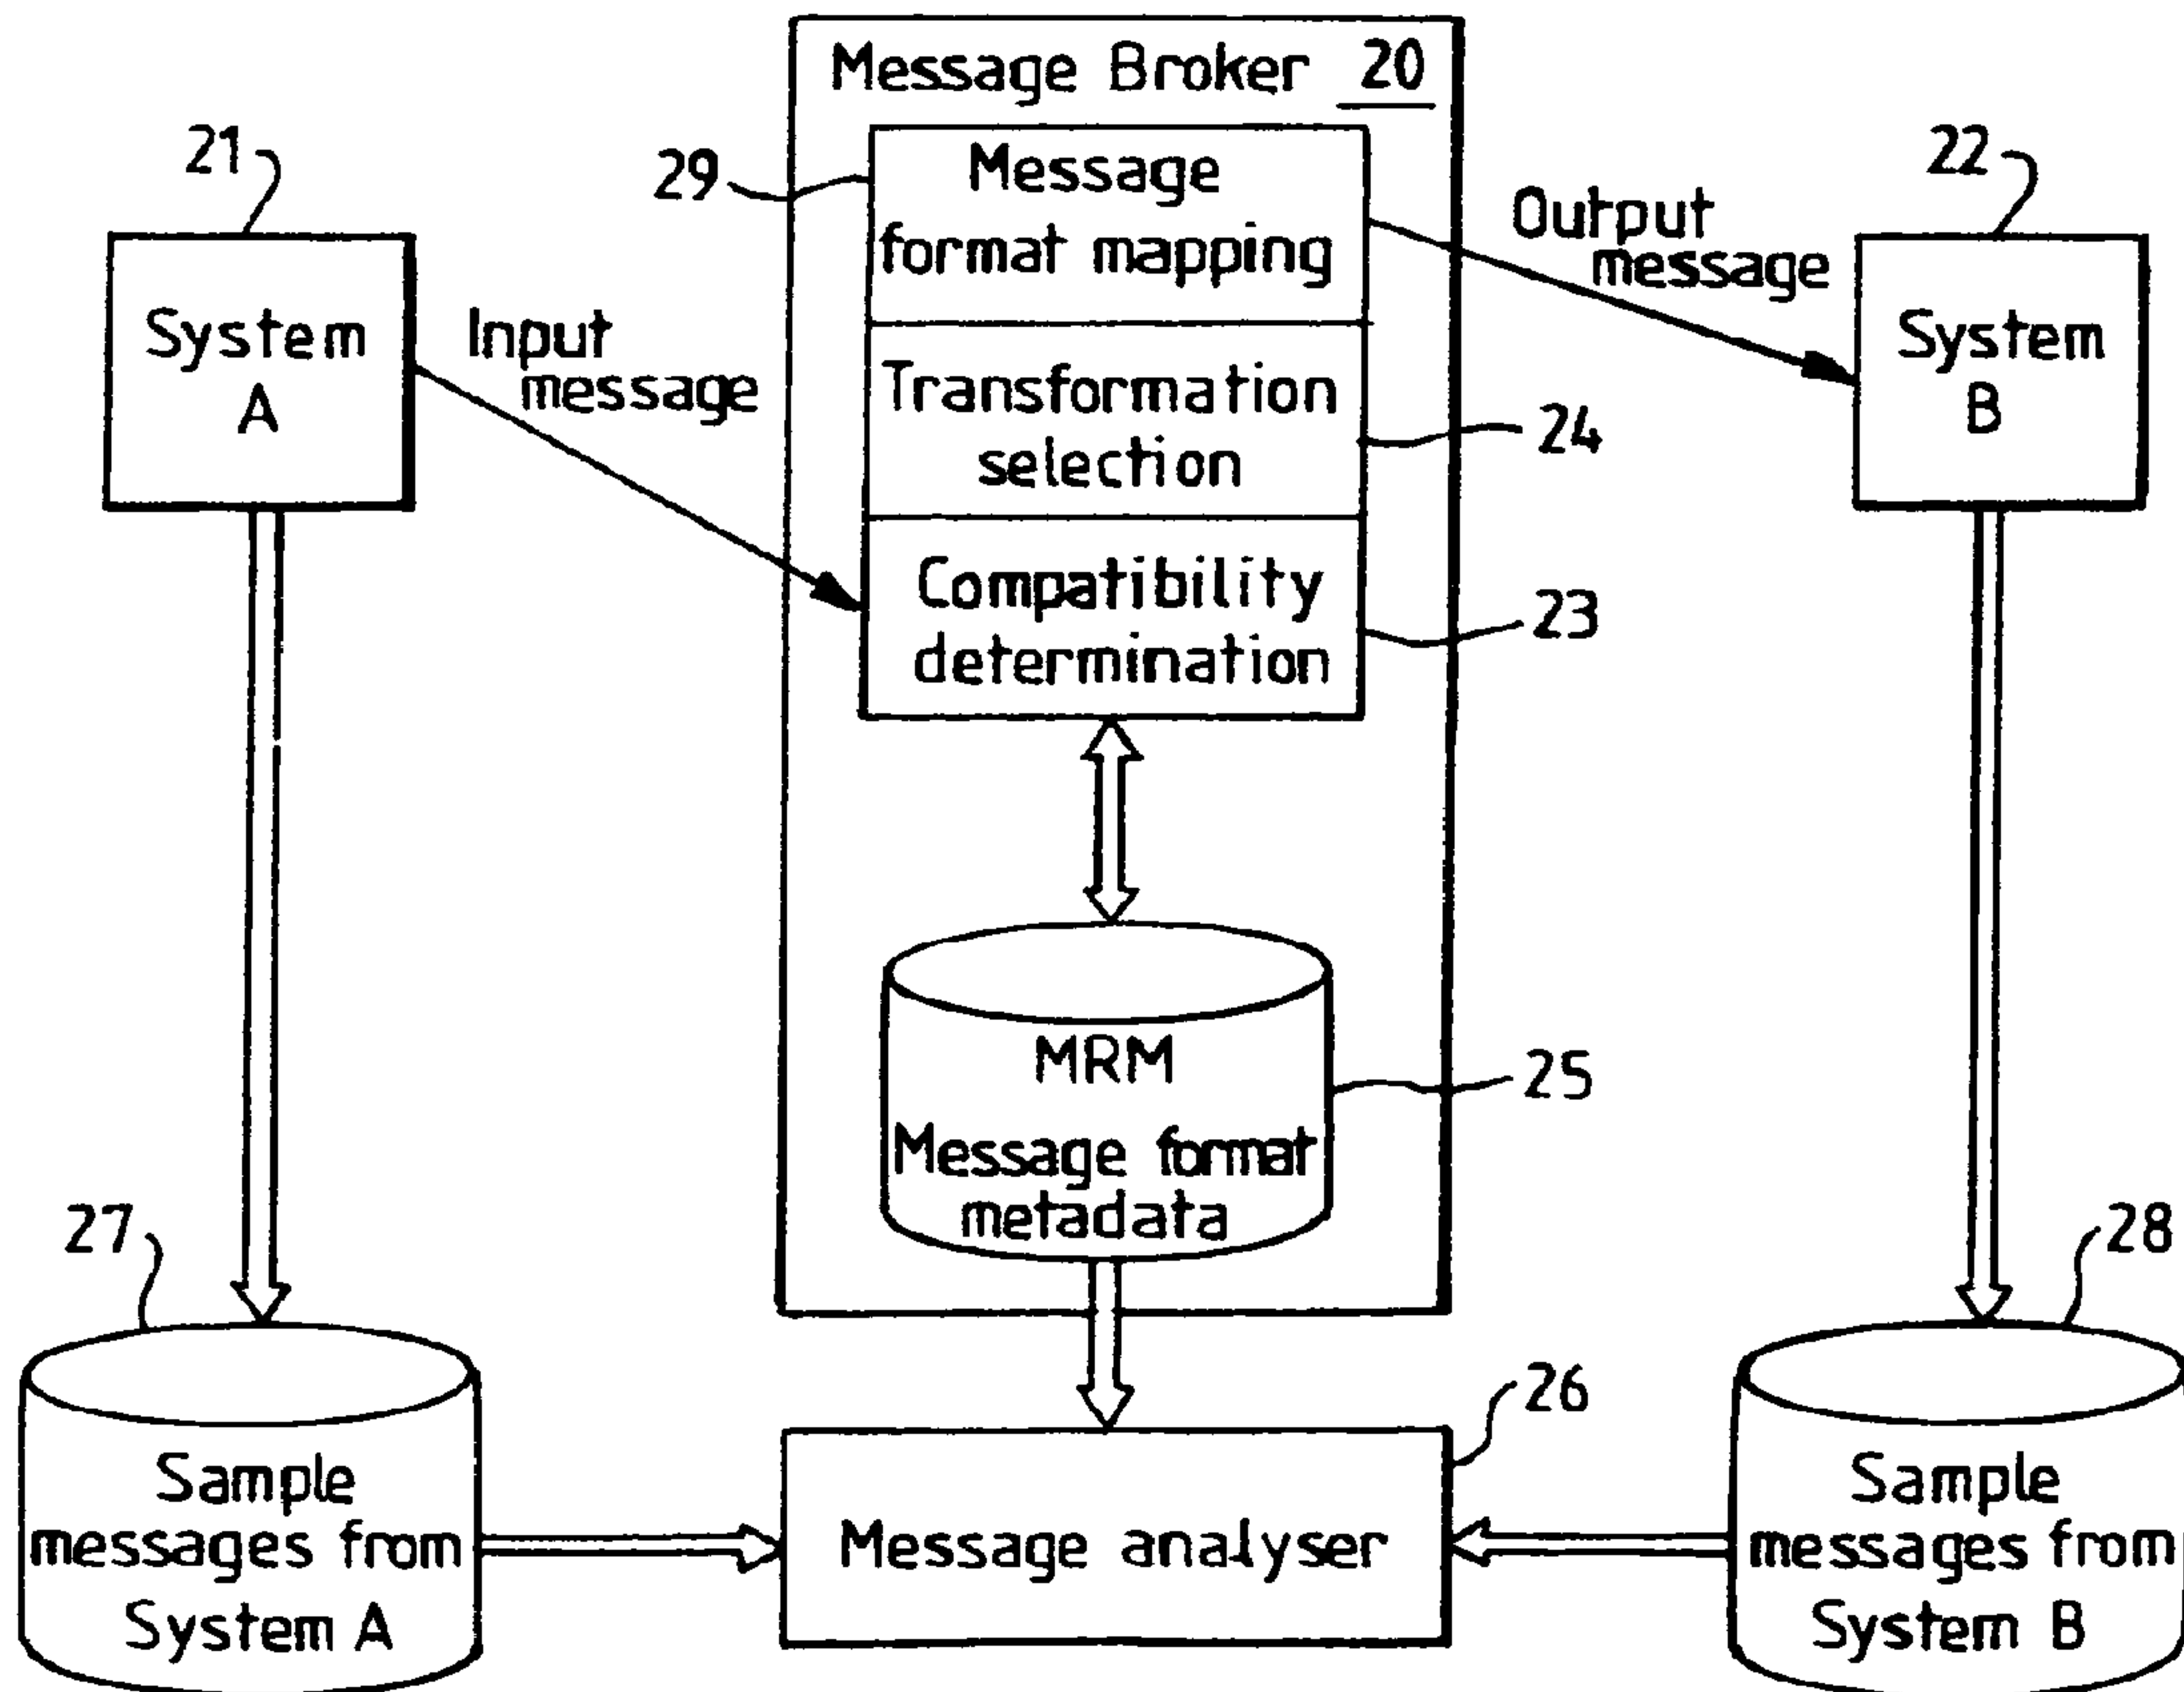 Message Broker 20
21
29
Message
format mapping
22
Output
message
System
A
Input
message
Transformation
selection
24
System
B
Compatibility
determination
23
MRM
Message format
metadata
25
27
28
26
Sample
messages from
System A
Message analyser
Sample
messages from
System B